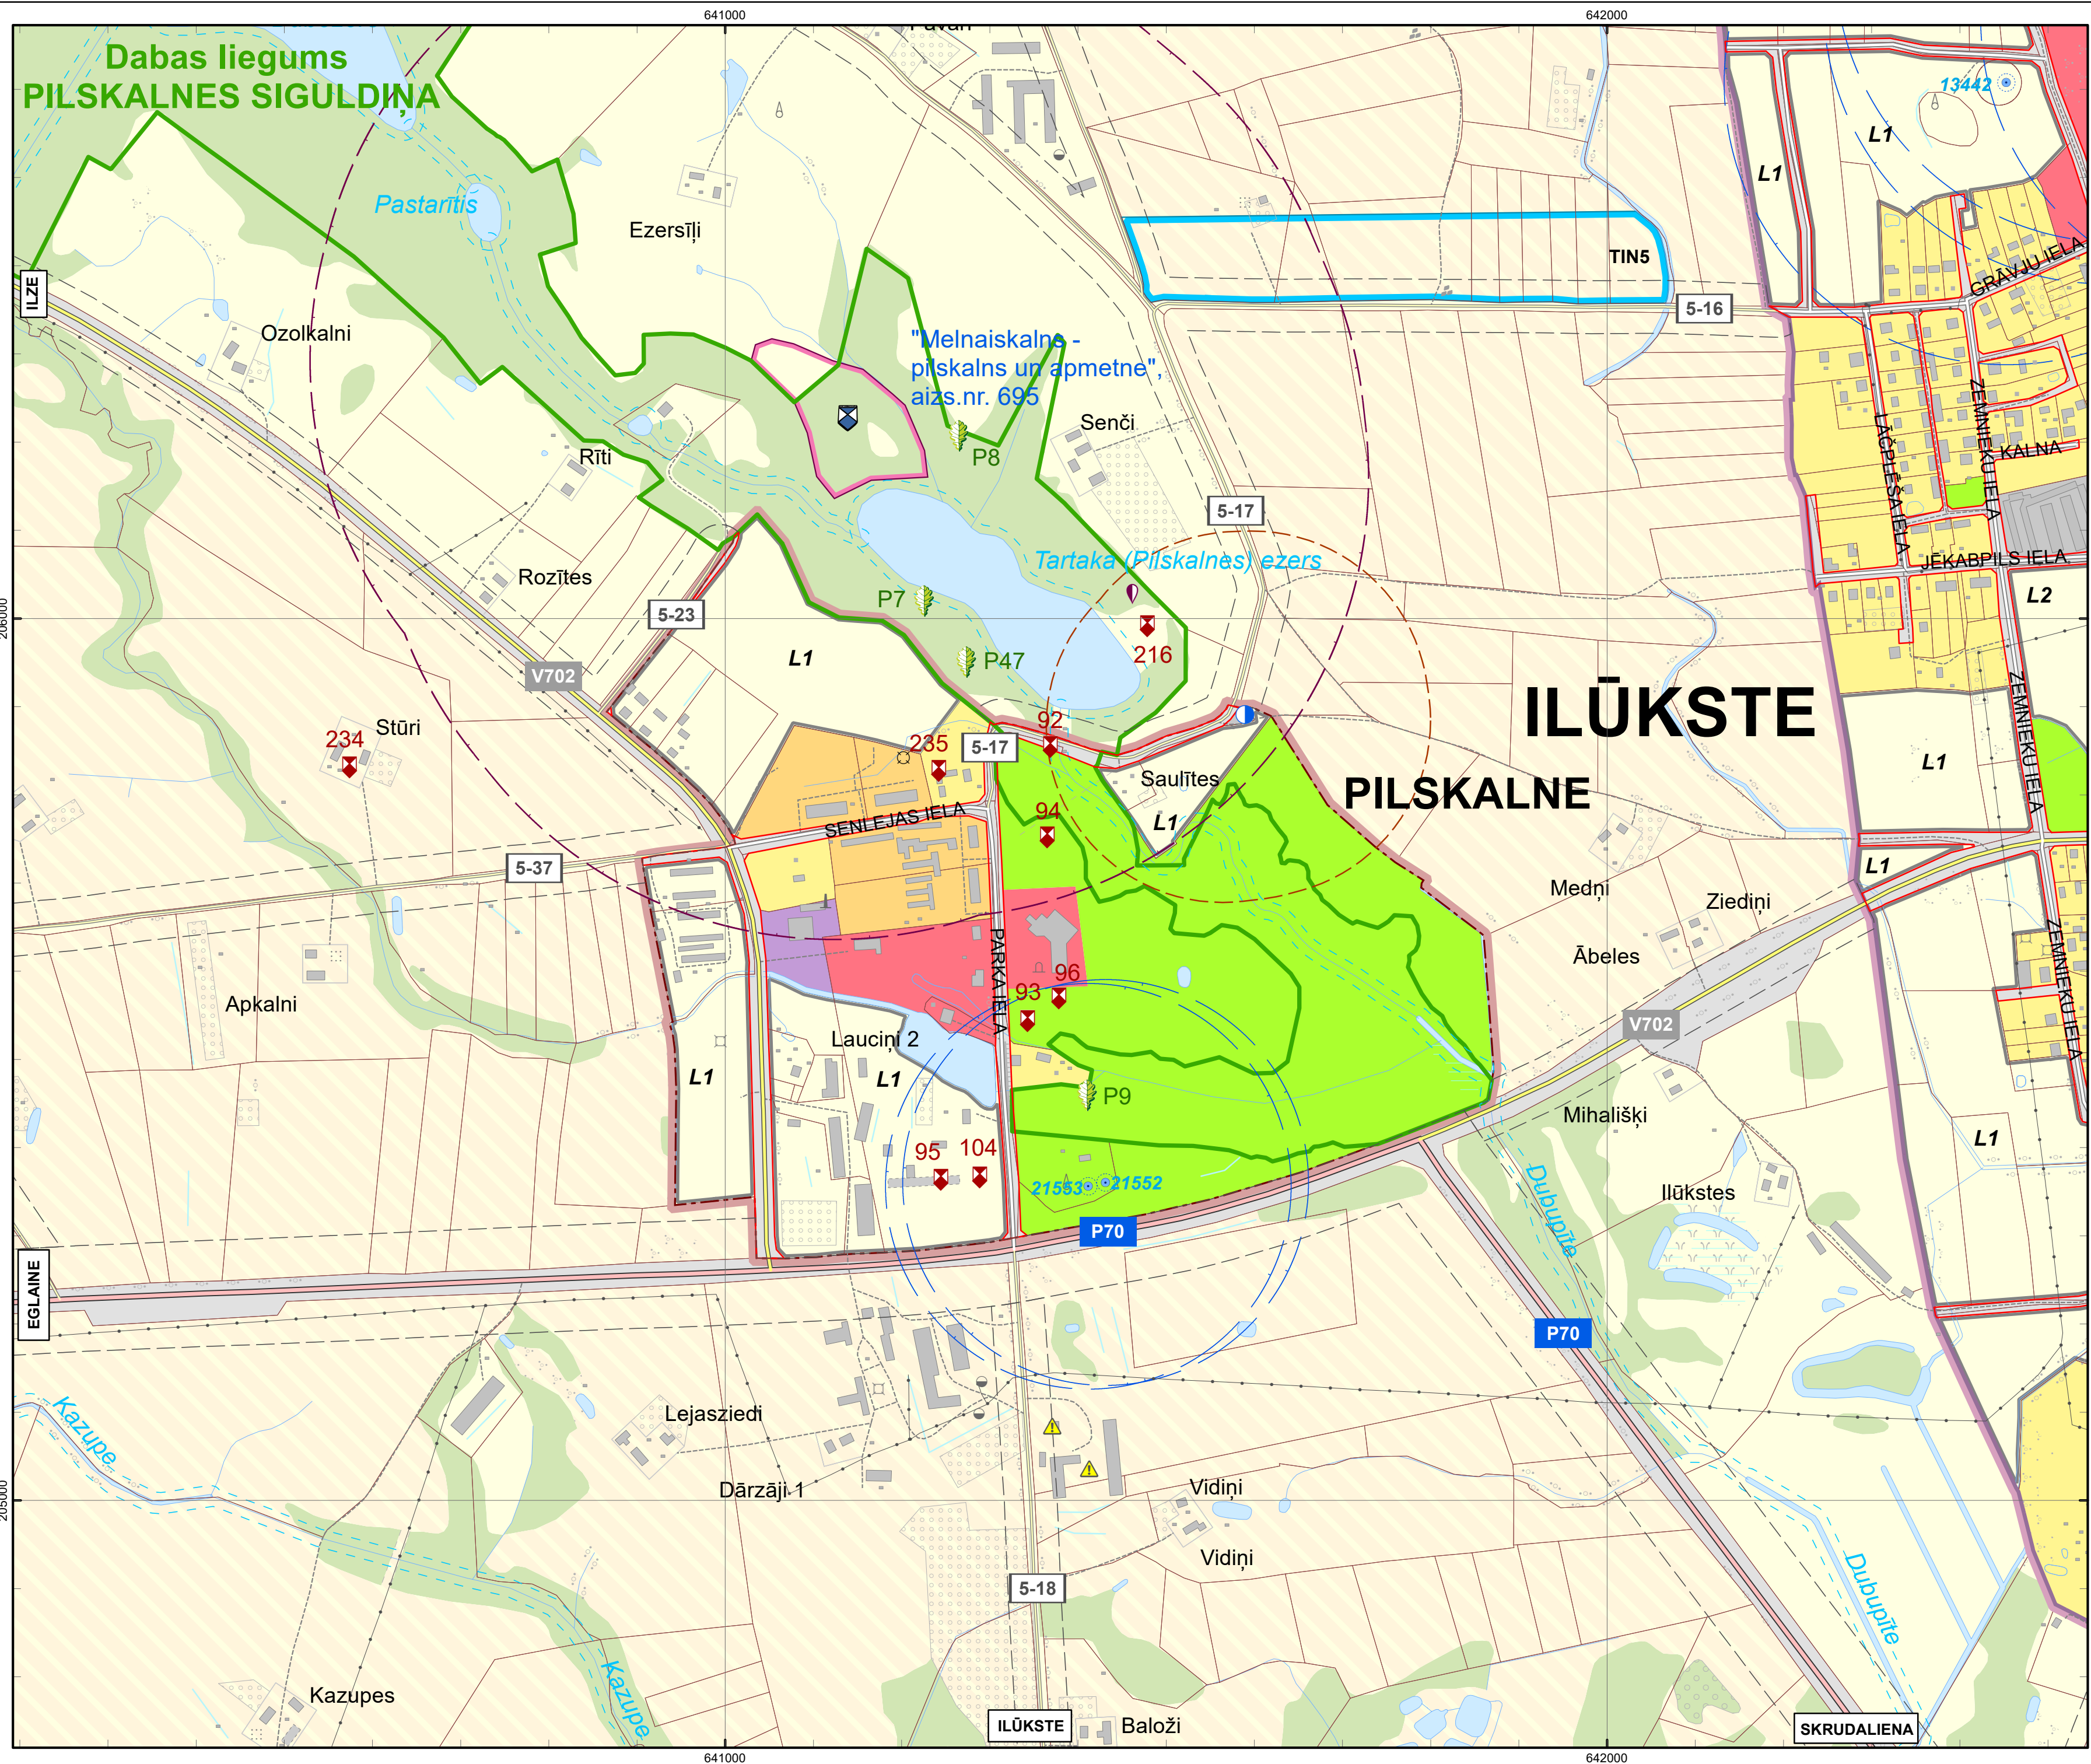 641000
642000
Dabas liegums
PILSKALNES SIGULDIŅA
13442
L1
L1
Pastarītis
Ezersīļi
TIN5
GRĀVJU IELA
ILZE
5-16
Ozolkalni
"Melnaiskalns -
pilskalns un apmetne",
aizs.nr. 695
Senči
ZEMNIEKU IELA
LĀČPLĒŠA IELA
KALNA
Rīti
P8
5-17
Tartaka (Pilskalnes) ezers
JĒKABPILS IELA
Rozītes
P7
L2
206000
5-23
216
L1
P47
V702
ILŪKSTE
Stūri
234
92
235
5-17
ZEMNIEKU IELA
L1
Saulītes
PILSKALNE
94
SENLEJAS IELA
L1
5-37
L1
Medņi
Ziediņi
PARKA IELA
Ābeles
ZEMNIEKU IELA
96
93
Apkalni
V702
Lauciņi 2
L1
L1
P9
Mihališķi
L1
95
104
21553
21552
Ilūkstes
Dubupīte
P70
EGLAINE
P70
Lejasziedi
Kazupe
Dārzāji 1
Vidiņi
205000
Vidiņi
5-18
Dubupīte
Kazupe
Kazupes
ILŪKSTE
Baloži
SKRUDALIENA
641000
642000